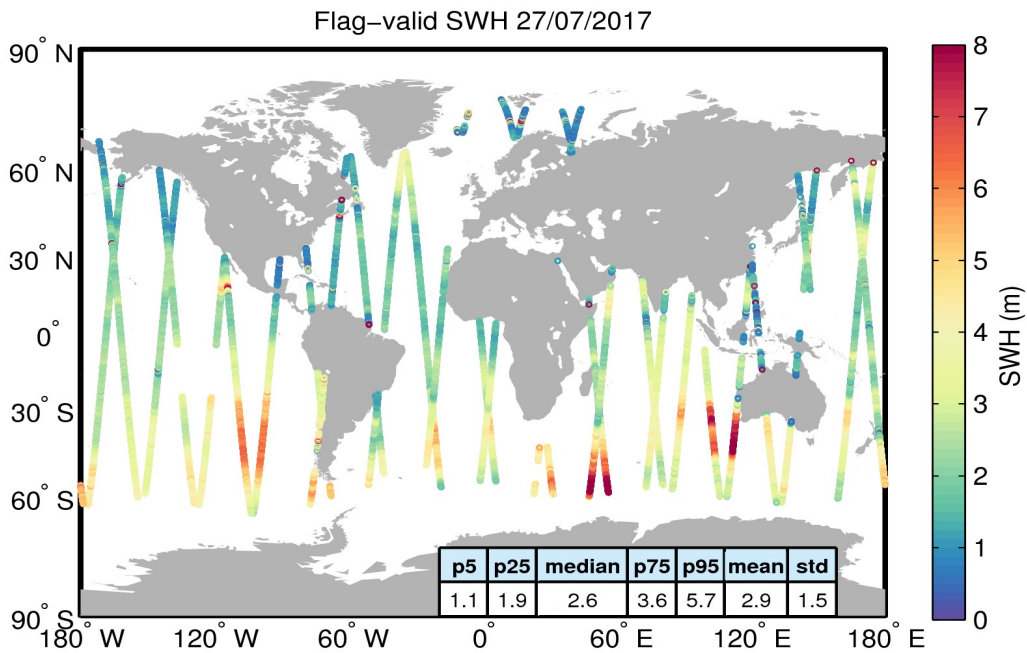 Flag−valid SWH 27/07/2017
90° N
60° N
30° N
0°
30° S
60° S
90° S
180° W
120° W
60° W
0°
60° E
120° E
180° E
p5 p25 median p75 p95 mean std
1.1 1.9 2.6 3.6 5.7 2.9 1.5
8
7
6
5
4
3
2
1
0
SWH (m)